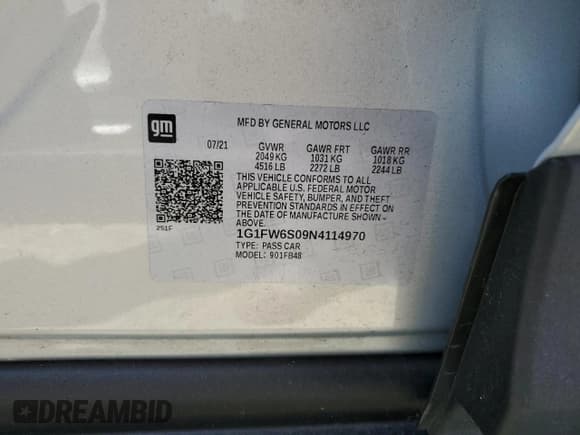 gm
MFD BY GENERAL MOTORS LLC
07/21 GVWR GAWR FRT GAWR RR
2049 KG 1031 KG 1018 KG
4516 LB 2272 LB 2244 LB
THIS VEHICLE CONFORMS TO ALL
APPLICABLE U.S. FEDERAL MOTOR
VEHICLE SAFETY, BUMPER, AND THEFT
PREVENTION STANDARDS IN EFFECT ON
THE DATE OF MANUFACTURE SHOWN
ABOVE.
251F
1G1FW6S09N4114970
TYPE: PASS CAR
MODEL: 901FB48
DREAMBID